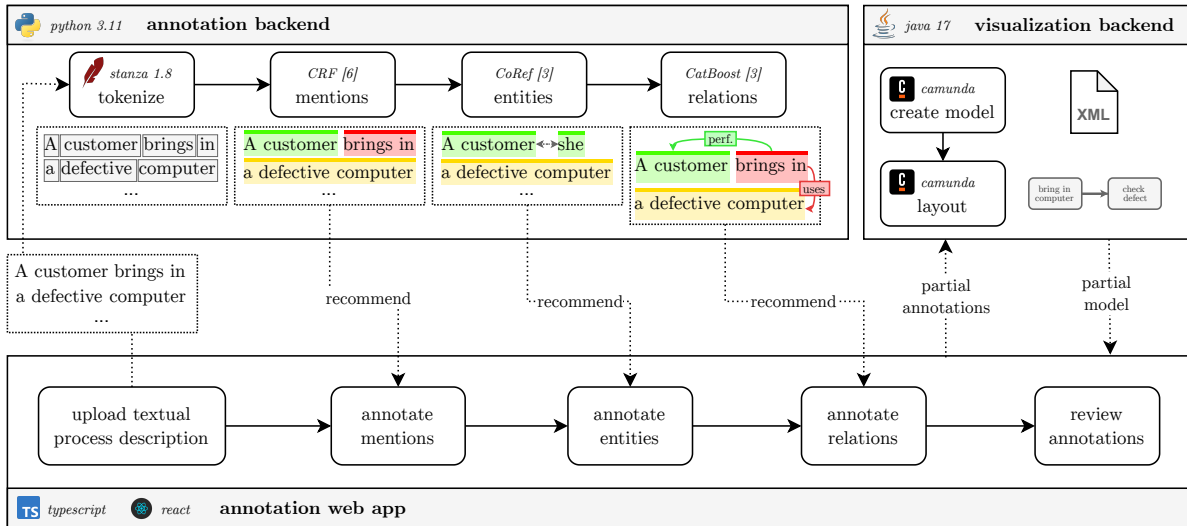 python 3.11 annotation backend
stanza 1.8
tokenize
CRF [6]
mentions
CoRef [3]
entities
CatBoost [3]
relations
A customer brings in
a defective computer
...
A customer brings in
a defective computer
...
A customer she
a defective computer
...
perf.
A customer brings in
uses
a defective computer
java 17 visualization backend
C camunda
create model
C camunda
layout
XML
bring in
computer
check
defect
A customer brings in
a defective computer
...
recommend
recommend
recommend
partial
annotations
partial
model
upload textual
process description
annotate
mentions
annotate
entities
annotate
relations
review
annotations
TS typescript react annotation web app